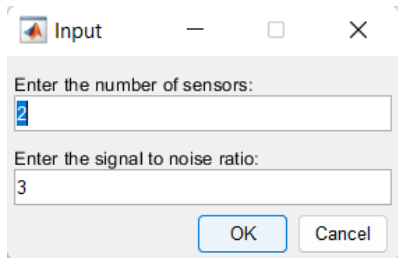 Input
Enter the number of sensors:
2
Enter the signal to noise ratio:
3
OK Cancel